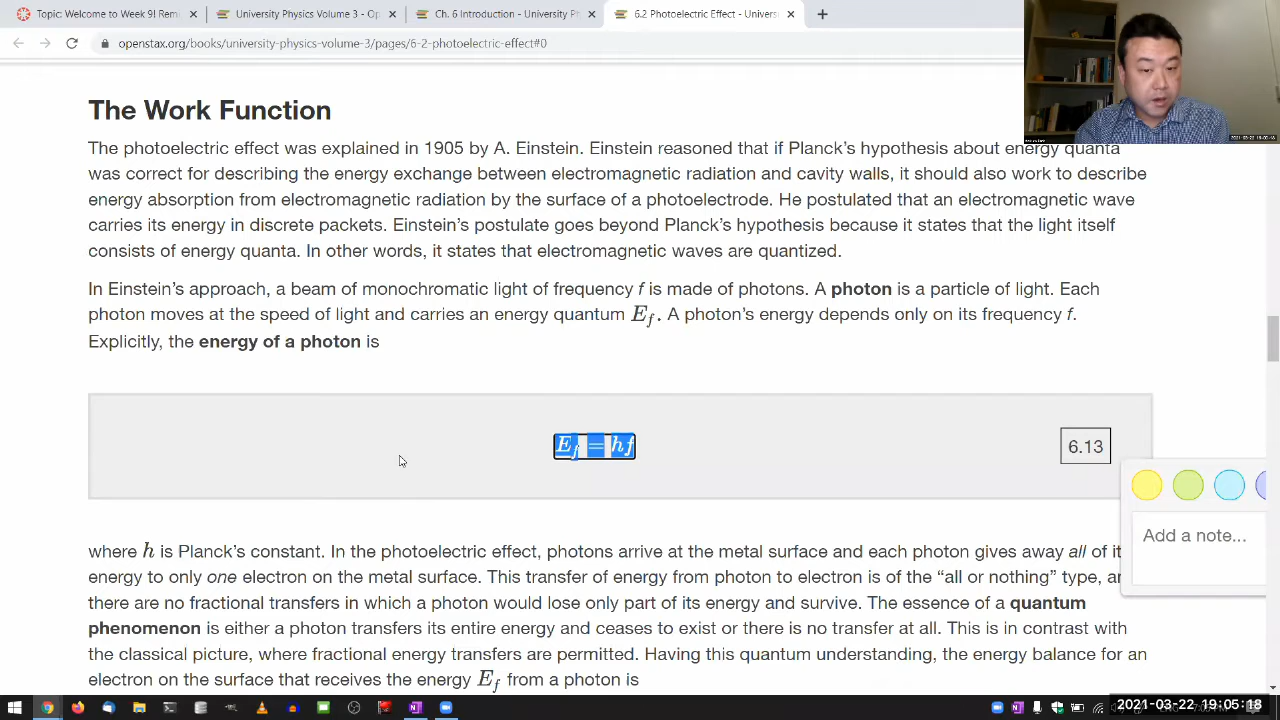 Topic: Welcome to Week 9! Rem
University Physics Volume 3 - Op
Ch. 6 Introduction - University Ph
6.2 Photoelectric Effect - Univers
openstax.org/books/university-physics-volume-3/pages/6-2-photoelectric-effect#0
The Work Function
The photoelectric effect was explained in 1905 by A. Einstein. Einstein reasoned that if Planck’s hypothesis about energy quanta
was correct for describing the energy exchange between electromagnetic radiation and cavity walls, it should also work to describe
energy absorption from electromagnetic radiation by the surface of a photoelectrode. He postulated that an electromagnetic wave
carries its energy in discrete packets. Einstein’s postulate goes beyond Planck’s hypothesis because it states that the light itself
consists of energy quanta. In other words, it states that electromagnetic waves are quantized.
In Einstein’s approach, a beam of monochromatic light of frequency f is made of photons. A photon is a particle of light. Each
photon moves at the speed of light and carries an energy quantum E_f. A photon’s energy depends only on its frequency f.
Explicitly, the energy of a photon is
E_f = hf
6.13
Add a note...
where h is Planck’s constant. In the photoelectric effect, photons arrive at the metal surface and each photon gives away all of it
energy to only one electron on the metal surface. This transfer of energy from photon to electron is of the “all or nothing” type, an
there are no fractional transfers in which a photon would lose only part of its energy and survive. The essence of a quantum
phenomenon is either a photon transfers its entire energy and ceases to exist or there is no transfer at all. This is in contrast with
the classical picture, where fractional energy transfers are permitted. Having this quantum understanding, the energy balance for an
electron on the surface that receives the energy E_f from a photon is
2021-03-22 19:05:18